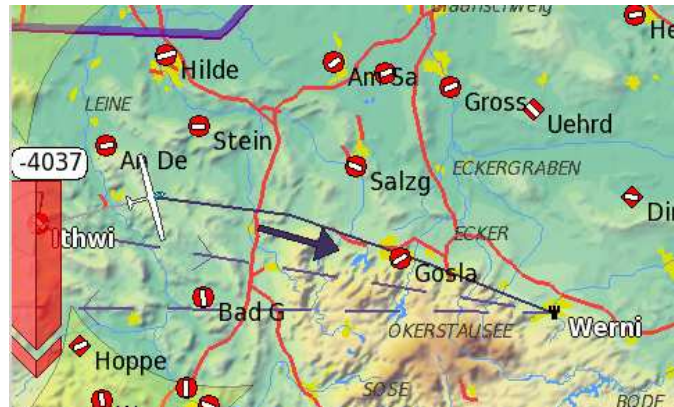 Braunschweig
Hilde
Am Sa
He
LEINE
Gross
Uehrd
Stein
An De
-4037
Salzg
ECKERGRABEN
Ithwi
ECKER
Gosla
Bad G
Werni
OKERSTAUSEE
Hoppe
SOSE
BODE